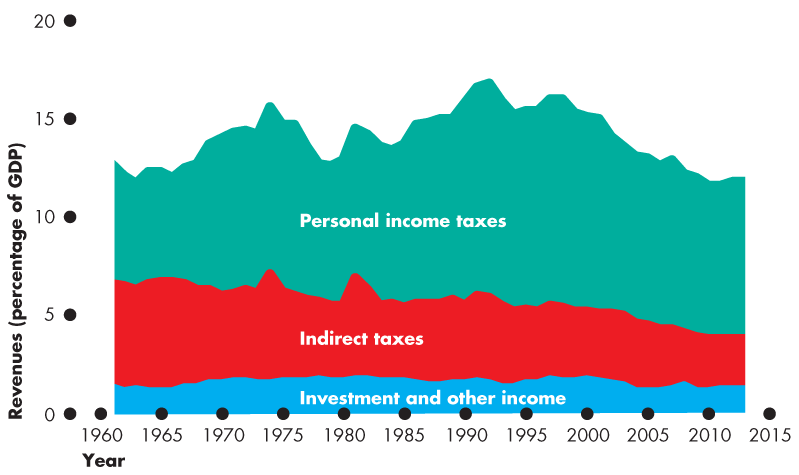 Revenues (percentage of GDP)
20
15
10
5
0
Personal income taxes
Indirect taxes
Investment and other income
1960 1965 1970 1975 1980 1985 1990 1995 2000 2005 2010 2015
Year